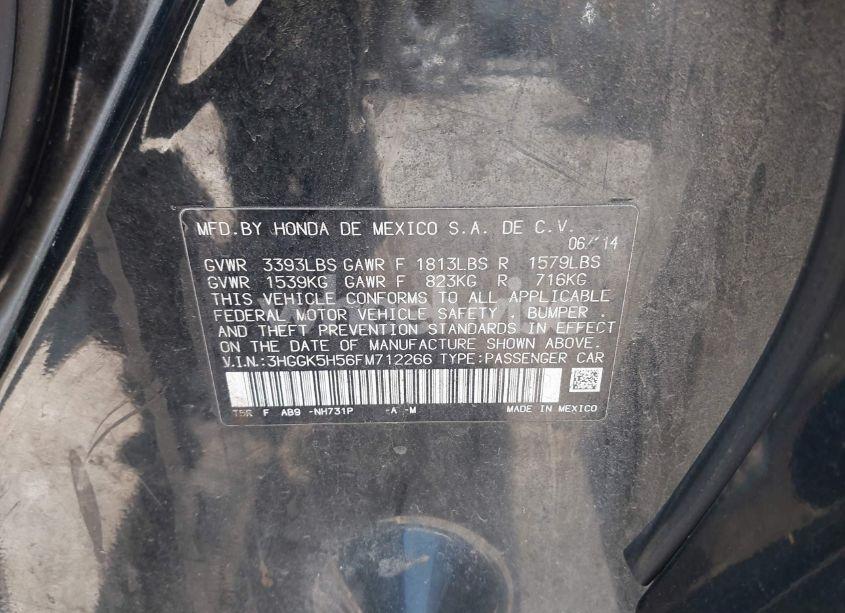 MFD.BY HONDA DE MEXICO S.A. DE C.V.
06/14
GVWR 3393LBS GAWR F 1813LBS R 1579LBS
GVWR 1539KG GAWR F 823KG R 716KG
THIS VEHICLE CONFORMS TO ALL APPLICABLE
FEDERAL MOTOR VEHICLE SAFETY , BUMPER ,
AND THEFT PREVENTION STANDARDS IN EFFECT
ON THE DATE OF MANUFACTURE SHOWN ABOVE.
V.I.N.:3HGGK5H56FM712266 TYPE:PASSENGER CAR
T5R F AB9 -NH731P -A -M
MADE IN MEXICO